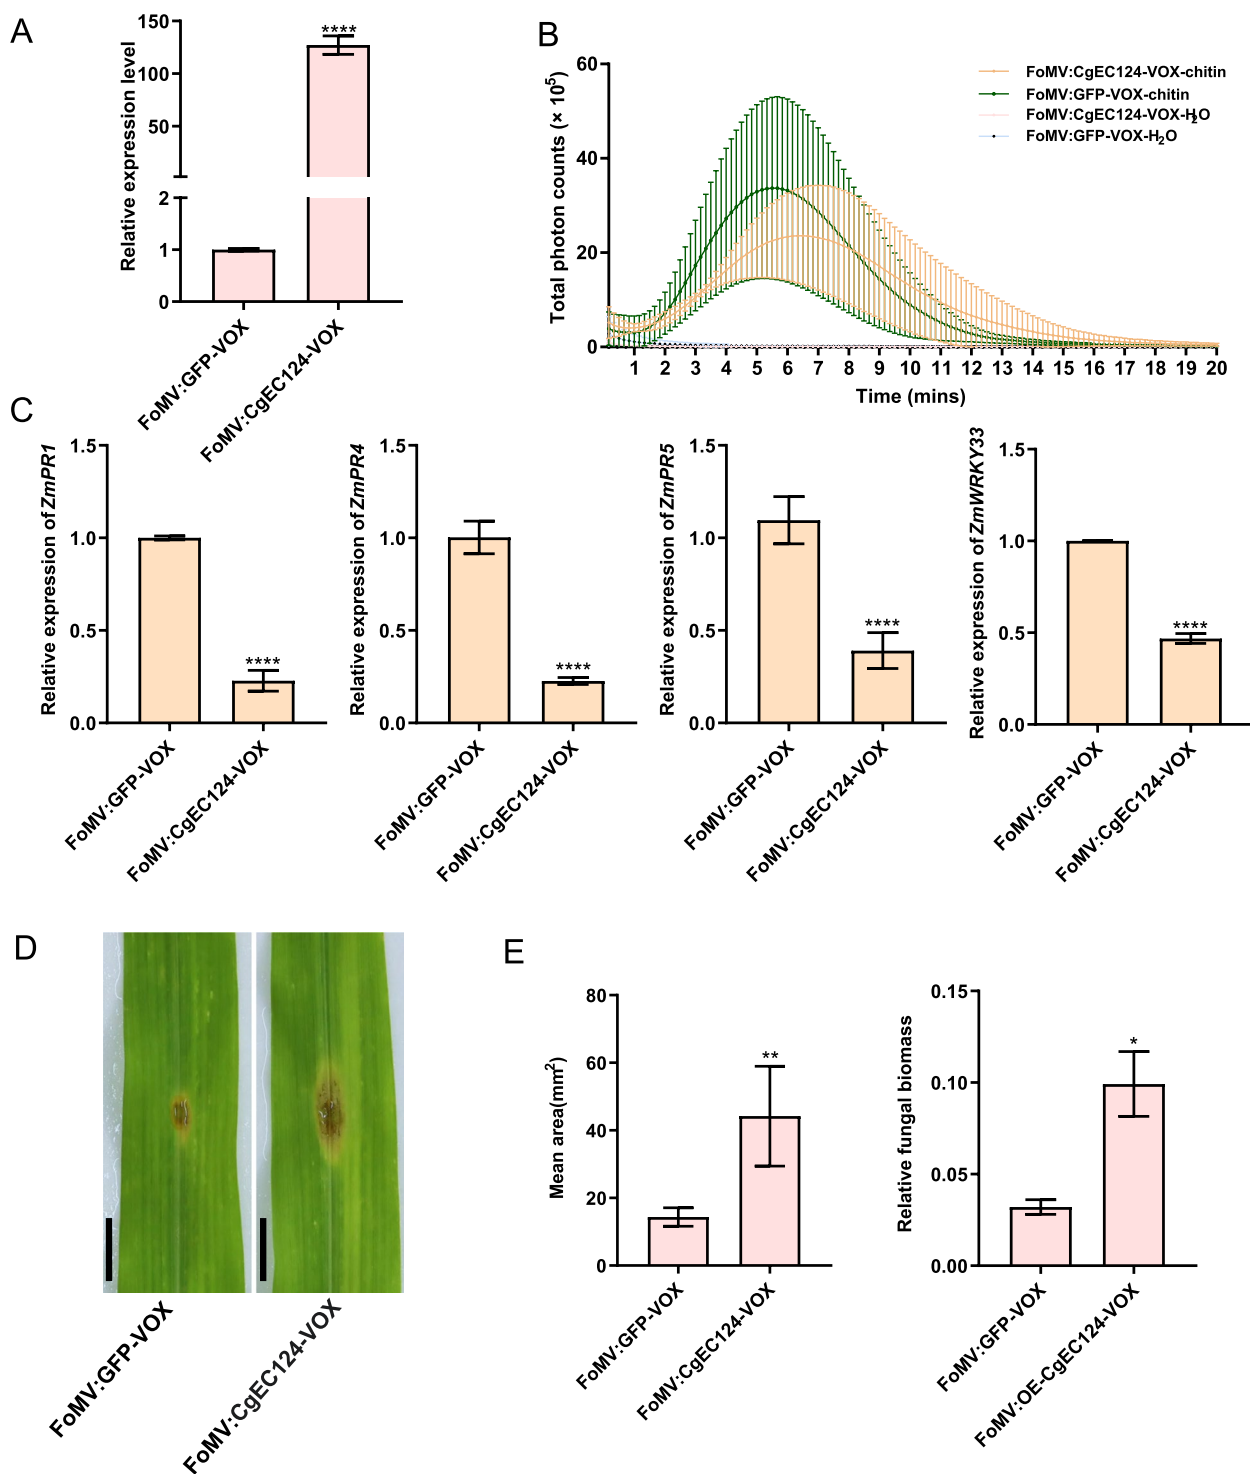 A
Relative expression level
150
100
50
2
1
0
****
FoMV:GFP-VOX
FoMV:CgEC124-VOX
B
Total photon counts (× 10⁵)
60
40
20
0
1 2 3 4 5 6 7 8 9 10 11 12 13 14 15 16 17 18 19 20
Time (mins)
FoMV:CgEC124-VOX-chitin
FoMV:GFP-VOX-chitin
FoMV:CgEC124-VOX-H₂O
FoMV:GFP-VOX-H₂O
C
Relative expression of ZmPR1
1.5
1.0
0.5
0.0
****
FoMV:GFP-VOX
FoMV:CgEC124-VOX
Relative expression of ZmPR4
1.5
1.0
0.5
0.0
****
FoMV:GFP-VOX
FoMV:CgEC124-VOX
Relative expression of ZmPR5
1.5
1.0
0.5
0.0
****
FoMV:GFP-VOX
FoMV:CgEC124-VOX
Relative expression of ZmWRKY33
1.5
1.0
0.5
0.0
****
FoMV:GFP-VOX
FoMV:CgEC124-VOX
D
FoMV:GFP-VOX
FoMV:CgEC124-VOX
E
Mean area(mm²)
80
60
40
20
0
**
FoMV:GFP-VOX
FoMV:CgEC124-VOX
Relative fungal biomass
0.15
0.10
0.05
0.00
*
FoMV:GFP-VOX
FoMV:OE-CgEC124-VOX